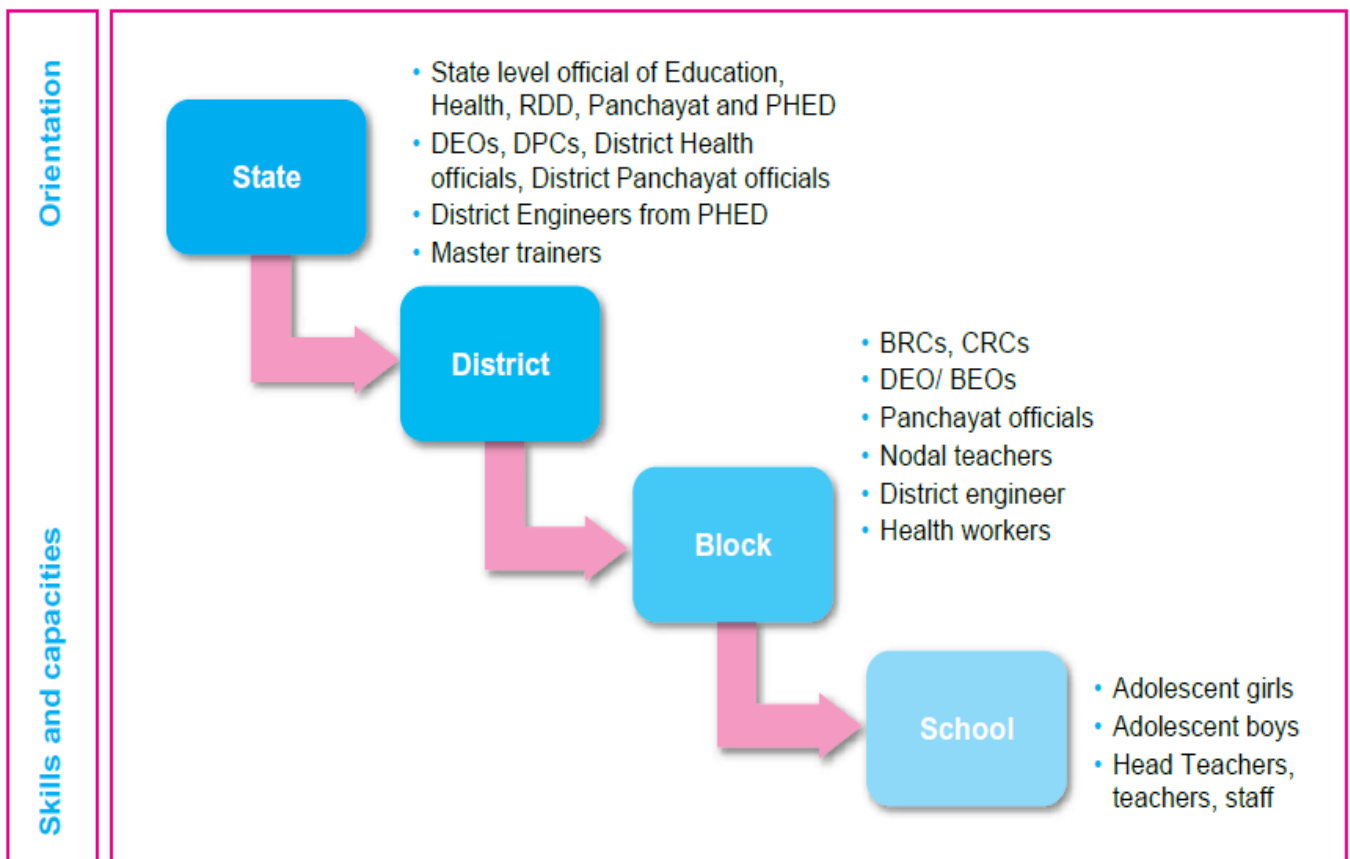 Orientation
Skills and capacities
State
• State level official of Education,
Health, RDD, Panchayat and PHED
• DEOs, DPCs, District Health
officials, District Panchayat officials
• District Engineers from PHED
• Master trainers
District
• BRCs, CRCs
• DEO/ BEOs
• Panchayat officials
• Nodal teachers
• District engineer
• Health workers
Block
School
• Adolescent girls
• Adolescent boys
• Head Teachers,
teachers, staff